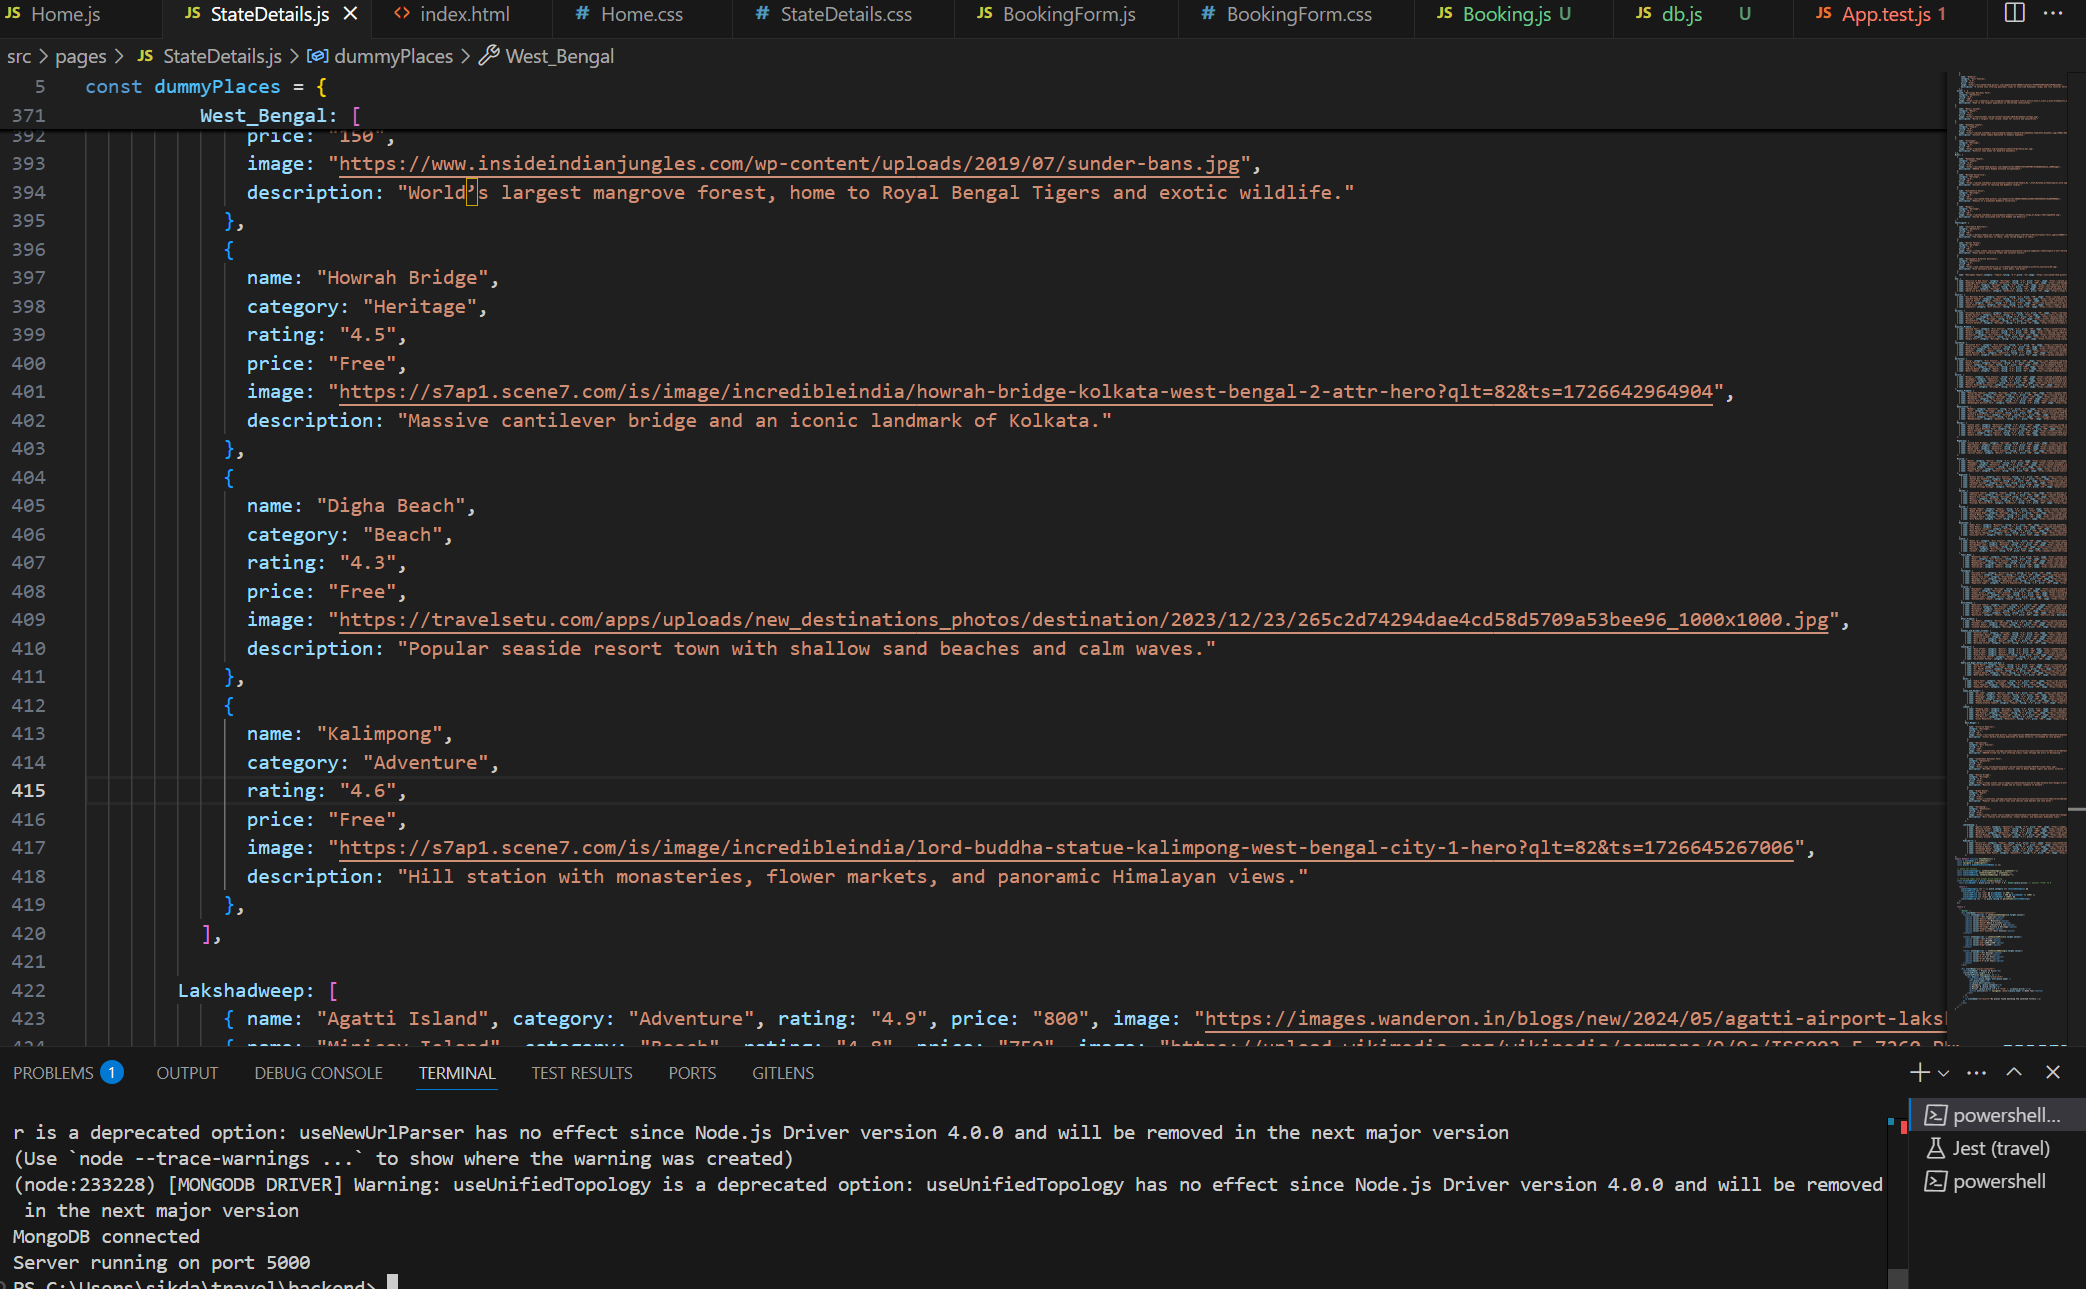 JS Home.js
JS StateDetails.js ×
<> index.html
# Home.css
# StateDetails.css
JS BookingForm.js
# BookingForm.css
JS Booking.js U
JS db.js U
JS App.test.js 1
src > pages > JS StateDetails.js > dummyPlaces > West_Bengal
5 const dummyPlaces = {
371 West_Bengal: [
392 price: "150",
393 image: "https://www.insideindianjungles.com/wp-content/uploads/2019/07/sunder-bans.jpg",
394 description: "World’s largest mangrove forest, home to Royal Bengal Tigers and exotic wildlife."
395 },
396 {
397 name: "Howrah Bridge",
398 category: "Heritage",
399 rating: "4.5",
400 price: "Free",
401 image: "https://s7ap1.scene7.com/is/image/incredibleindia/howrah-bridge-kolkata-west-bengal-2-attr-hero?qlt=82&ts=1726642964904",
402 description: "Massive cantilever bridge and an iconic landmark of Kolkata."
403 },
404 {
405 name: "Digha Beach",
406 category: "Beach",
407 rating: "4.3",
408 price: "Free",
409 image: "https://travelsetu.com/apps/uploads/new_destinations_photos/destination/2023/12/23/265c2d74294dae4cd58d5709a53bee96_1000x1000.jpg",
410 description: "Popular seaside resort town with shallow sand beaches and calm waves."
411 },
412 {
413 name: "Kalimpong",
414 category: "Adventure",
415 rating: "4.6",
416 price: "Free",
417 image: "https://s7ap1.scene7.com/is/image/incredibleindia/lord-buddha-statue-kalimpong-west-bengal-city-1-hero?qlt=82&ts=1726645267006",
418 description: "Hill station with monasteries, flower markets, and panoramic Himalayan views."
419 },
420 ],
421
422 Lakshadweep: [
423 { name: "Agatti Island", category: "Adventure", rating: "4.9", price: "800", image: "https://images.wanderon.in/blogs/new/2024/05/agatti-airport-laks
PROBLEMS 1 OUTPUT DEBUG CONSOLE TERMINAL TEST RESULTS PORTS GITLENS
r is a deprecated option: useNewUrlParser has no effect since Node.js Driver version 4.0.0 and will be removed in the next major version
(Use `node --trace-warnings ...` to show where the warning was created)
(node:233228) [MONGODB DRIVER] Warning: useUnifiedTopology is a deprecated option: useUnifiedTopology has no effect since Node.js Driver version 4.0.0 and will be removed
in the next major version
MongoDB connected
Server running on port 5000
PS C:\Users\sikda\travel\backend>
powershell...
Jest (travel)
powershell